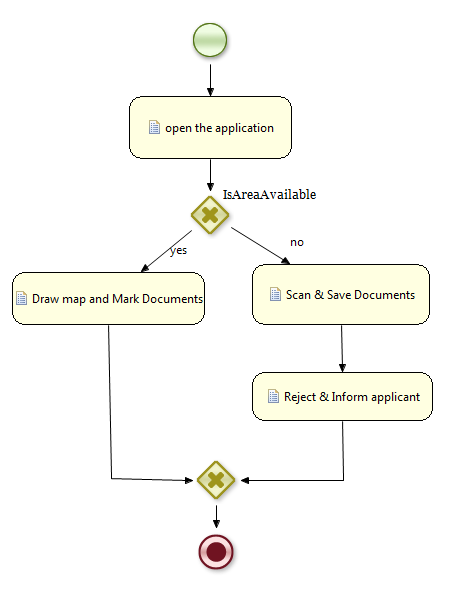 open the application
IsAreaAvailable
yes
no
Draw map and Mark Documents
Scan & Save Documents
Reject & Inform applicant